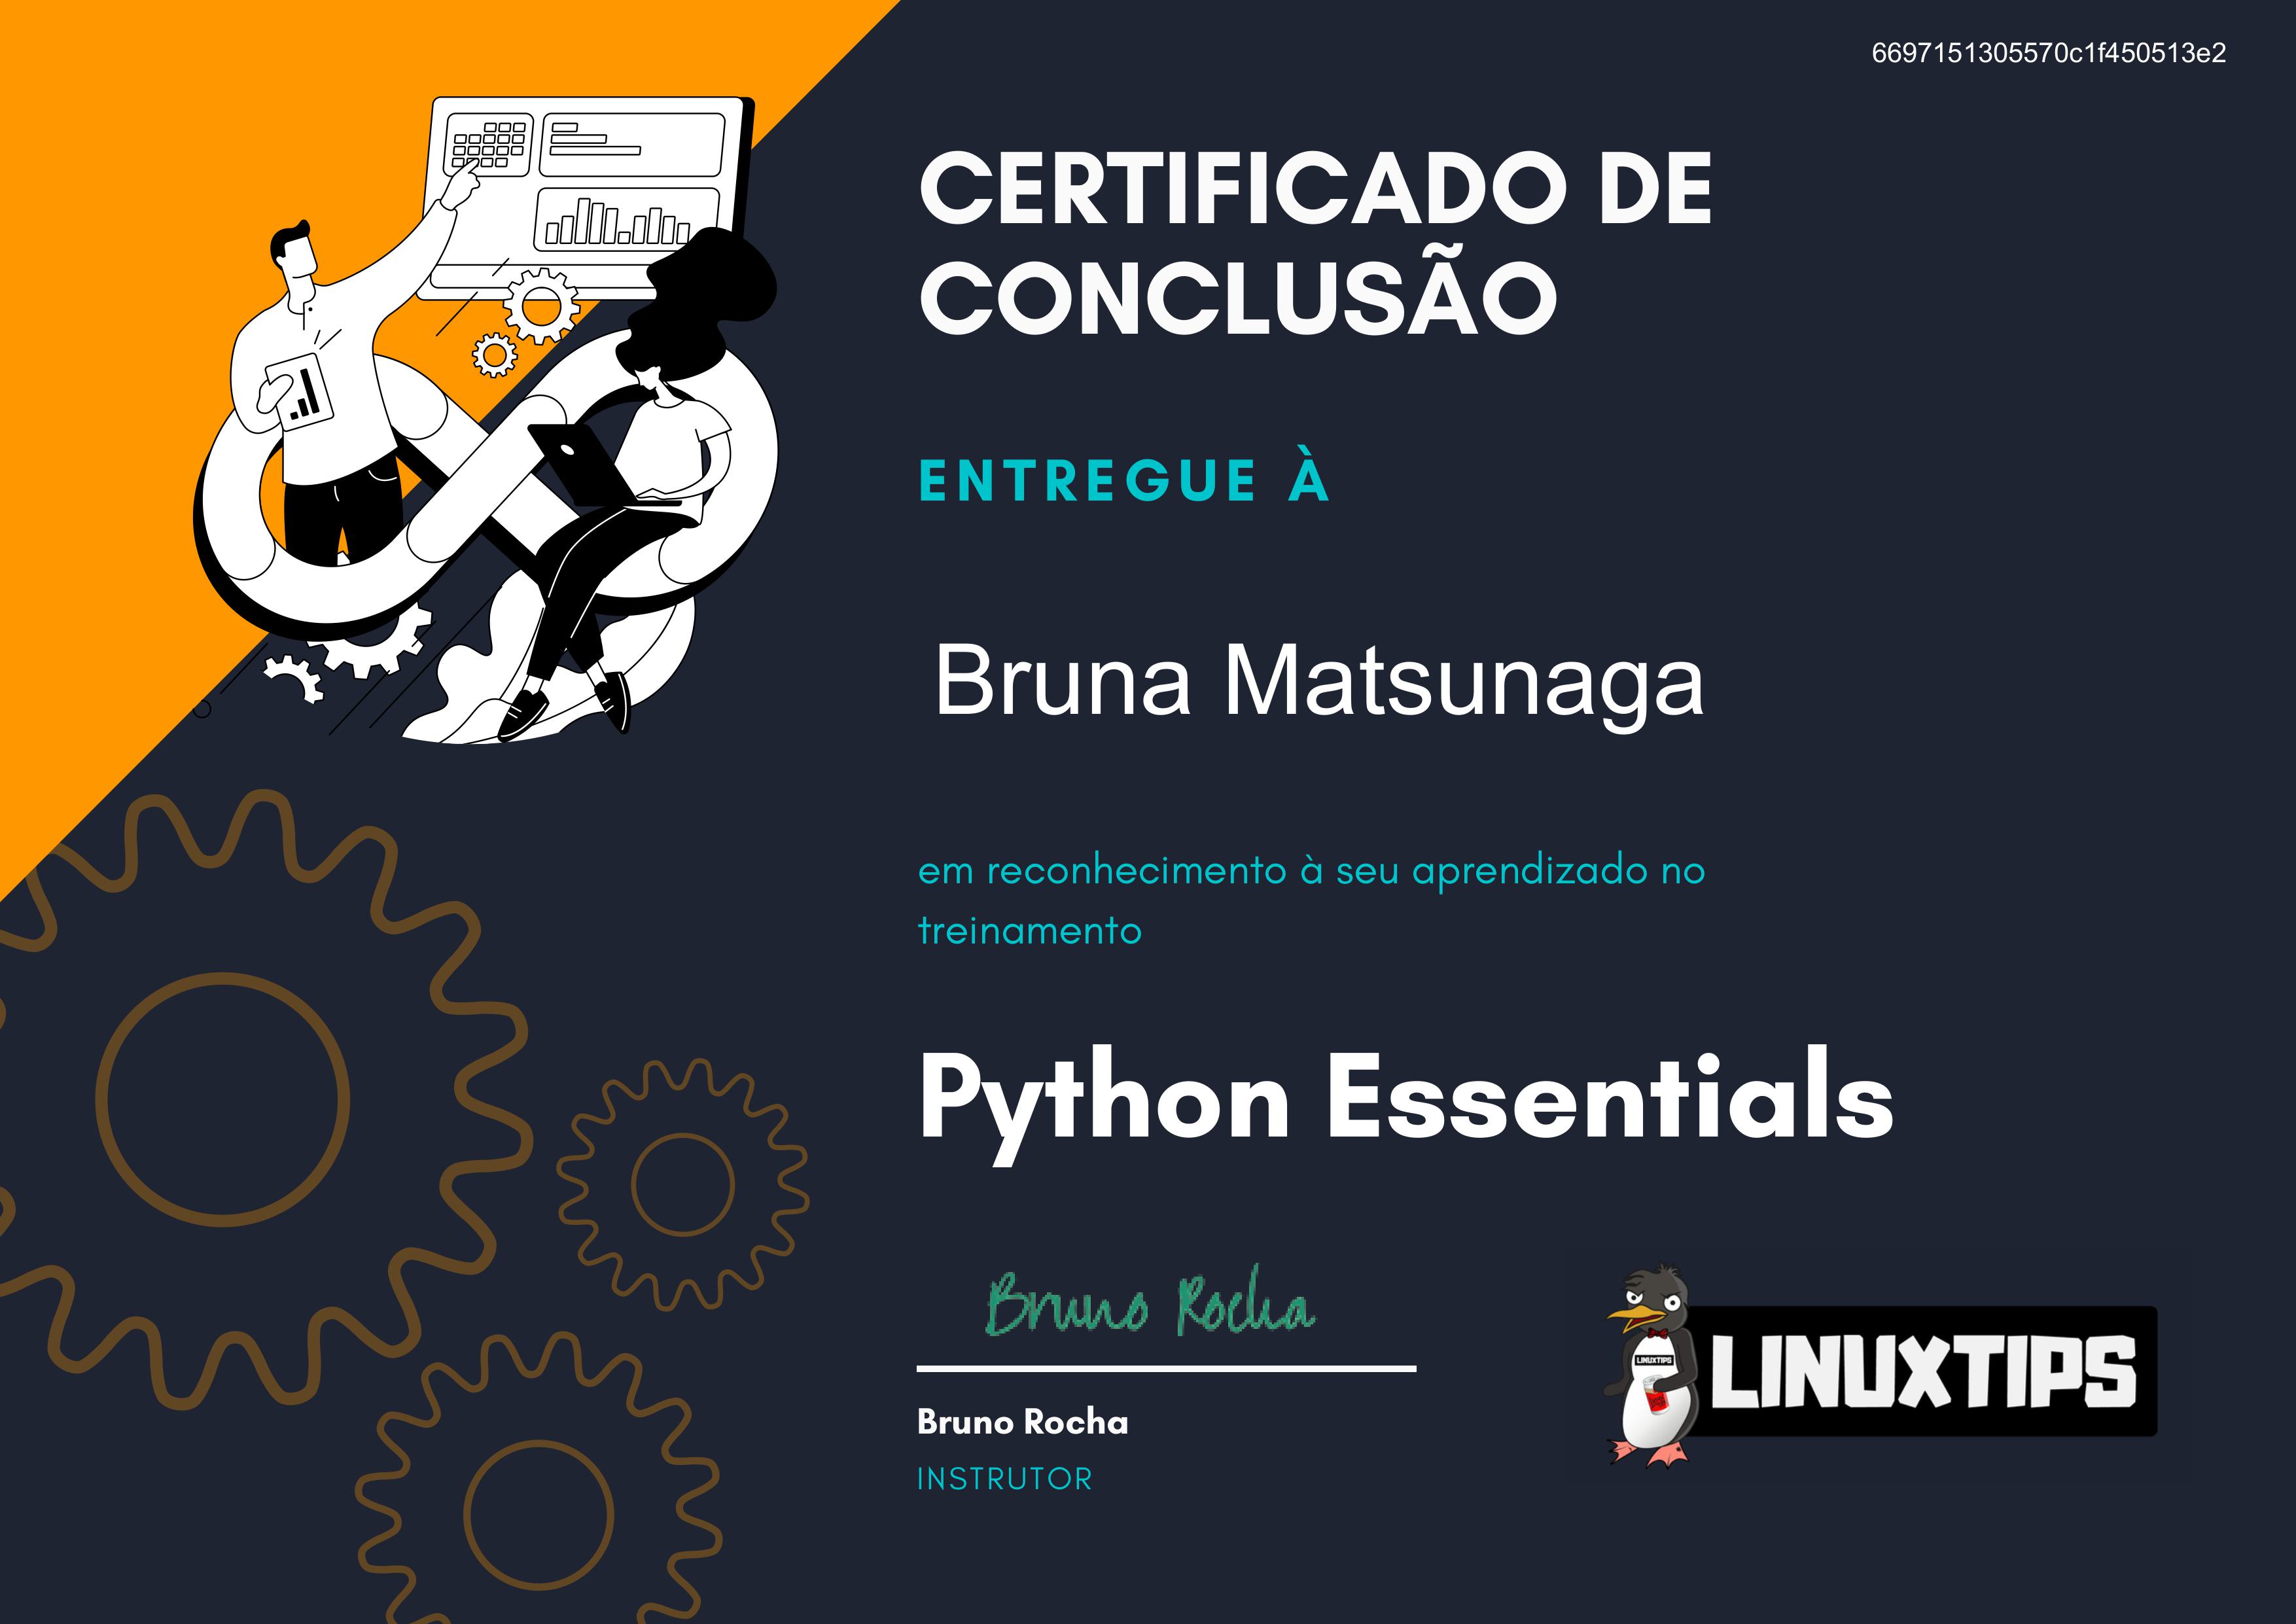 6697151305570c1f450513e2
CERTIFICADO DE
CONCLUSÃO
ENTREGUE À
Bruna Matsunaga
em reconhecimento à seu aprendizado no
treinamento
Python Essentials
Bruno Rocha
Bruno Rocha
INSTRUTOR
LINUXTIPS
LINUXTIPS